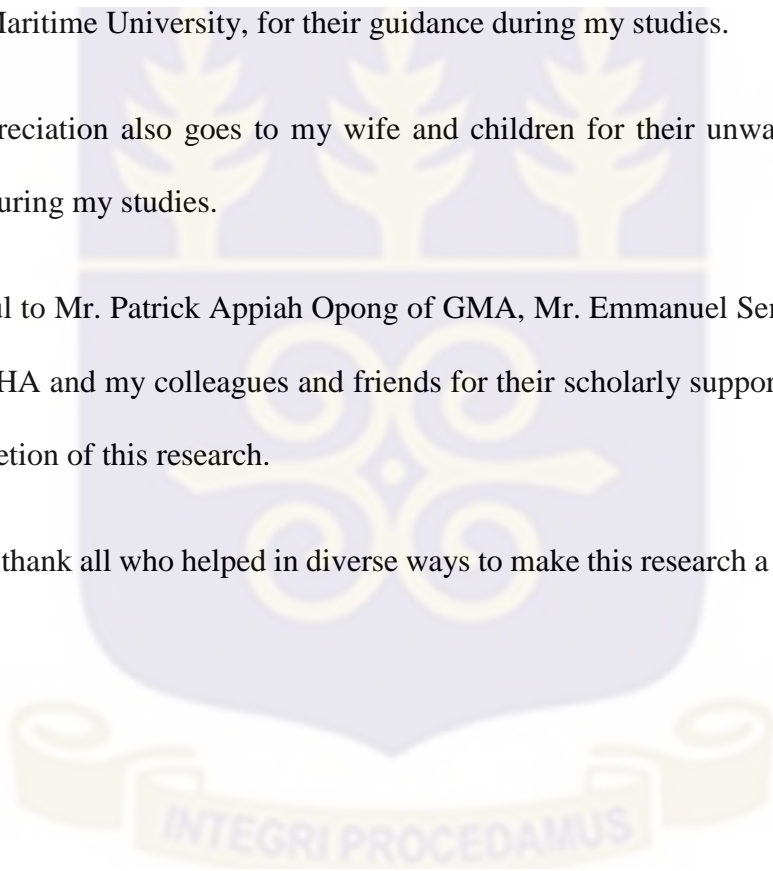 Maritime University, for their guidance during my studies.
reciation also goes to my wife and children for their unwa
uring my studies.
ul to Mr. Patrick Appiah Opong of GMA, Mr. Emmanuel Ser
HA and my colleagues and friends for their scholarly suppor
etion of this research.
thank all who helped in diverse ways to make this research a
INTEGRI PROCEDAMUS